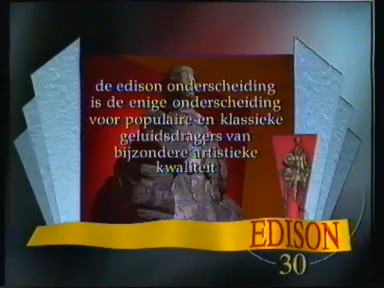 de edison onderscheiding
is de enige onderscheiding
voor populaire en klassieke
geluidsdragers van
bijzondere artistieke
kwaliteit
EDISON
30